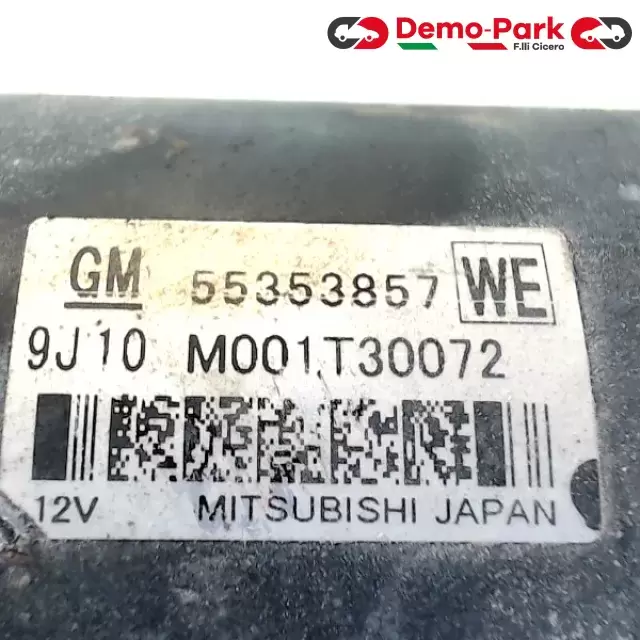 Demo-Park
F.lli Cicero
GM 55353857 WE
9J10 M001T30072
12V MITSUBISHI JAPAN